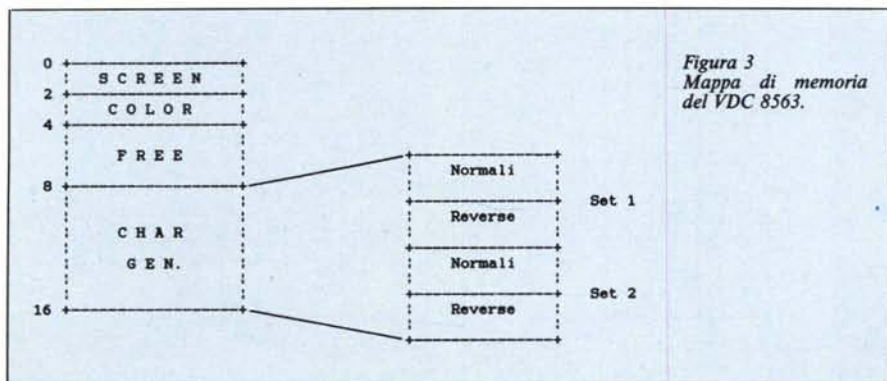 0
S C R E E N
2
C O L O R
4
F R E E
8
C H A R
G E N.
16
Normali
Reverse
Set 1
Normali
Reverse
Set 2
Figura 3
Mappa di memoria
del VDC 8563.